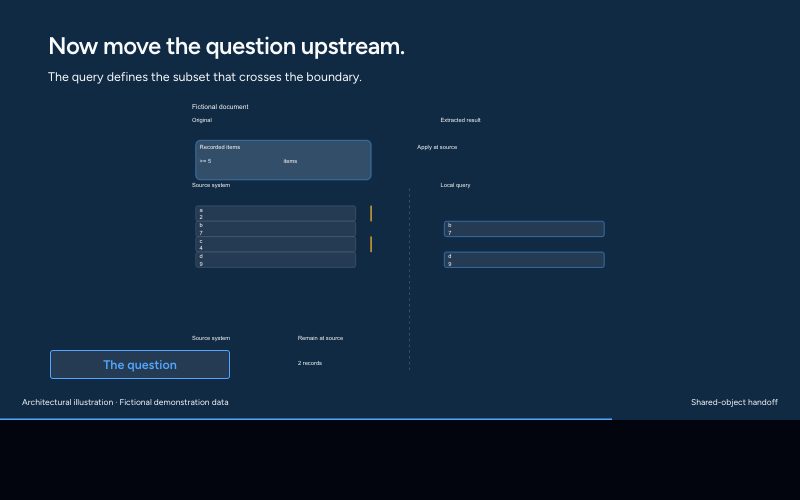 Now move the question upstream.
The query defines the subset that crosses the boundary.
Fictional document
Original
Extracted result
Recorded items
>= 5 items
Apply at source
Source system
Local query
a
2
b
7
c
4
d
9
b
7
d
9
Source system
Remain at source
The question
2 records
Architectural illustration · Fictional demonstration data
Shared-object handoff